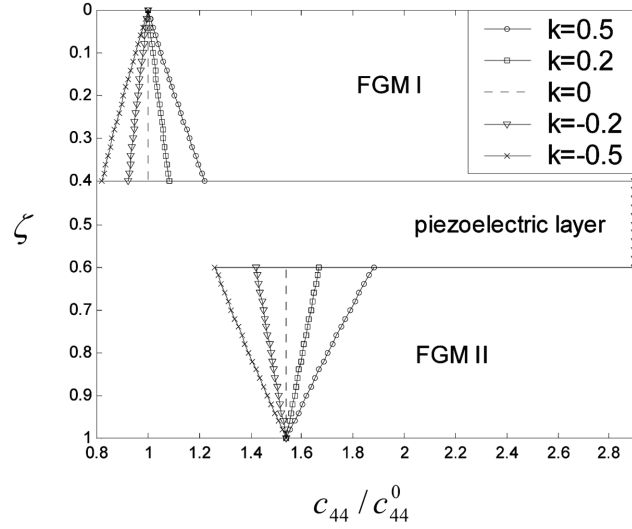 0
0.1
0.2
0.3
0.4
0.5
0.6
0.7
0.8
0.9
1
ζ
k=0.5
k=0.2
k=0
k=-0.2
k=-0.5
FGM I
piezoelectric layer
FGM II
0.8 1 1.2 1.4 1.6 1.8 2 2.2 2.4 2.6 2.8
c₄₄ / c⁰₄₄